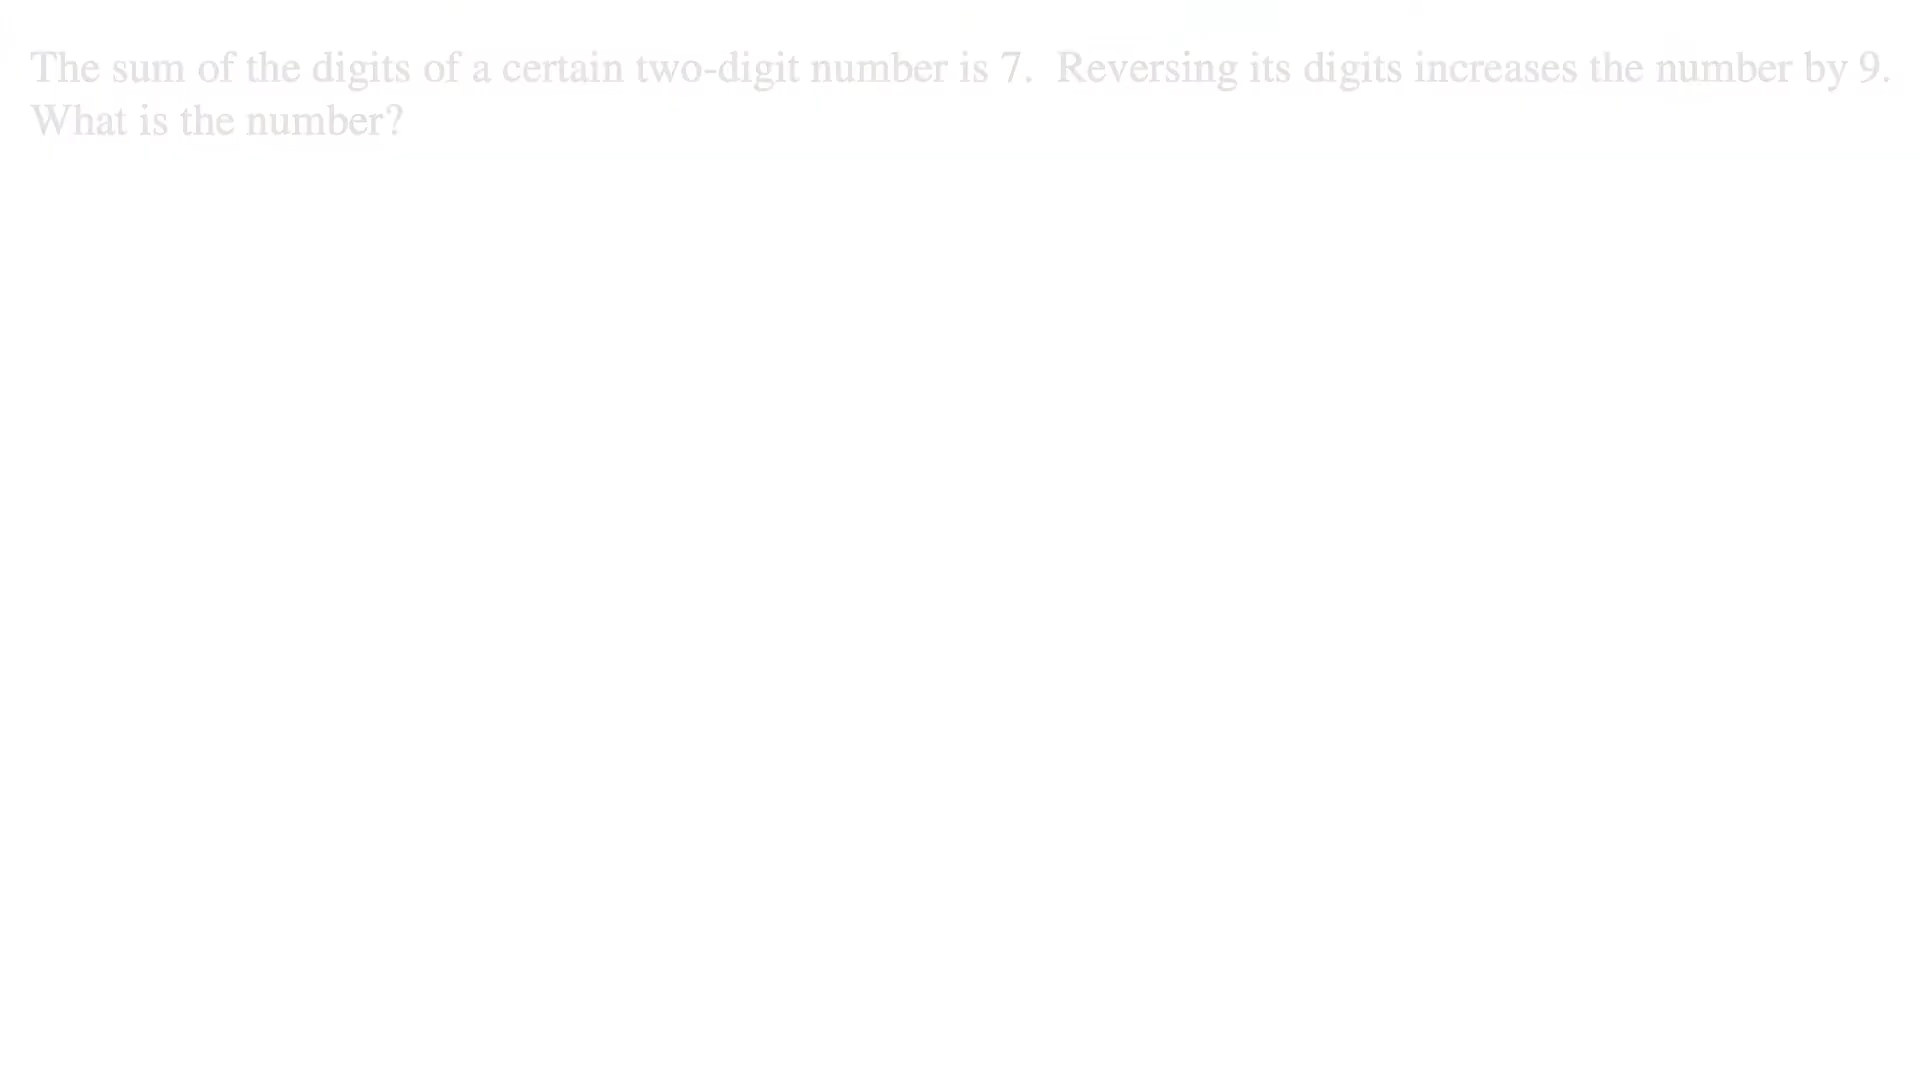 The sum of the digits of a certain two-digit number is 7.  Reversing its digits increases the number by 9.
What is the number?